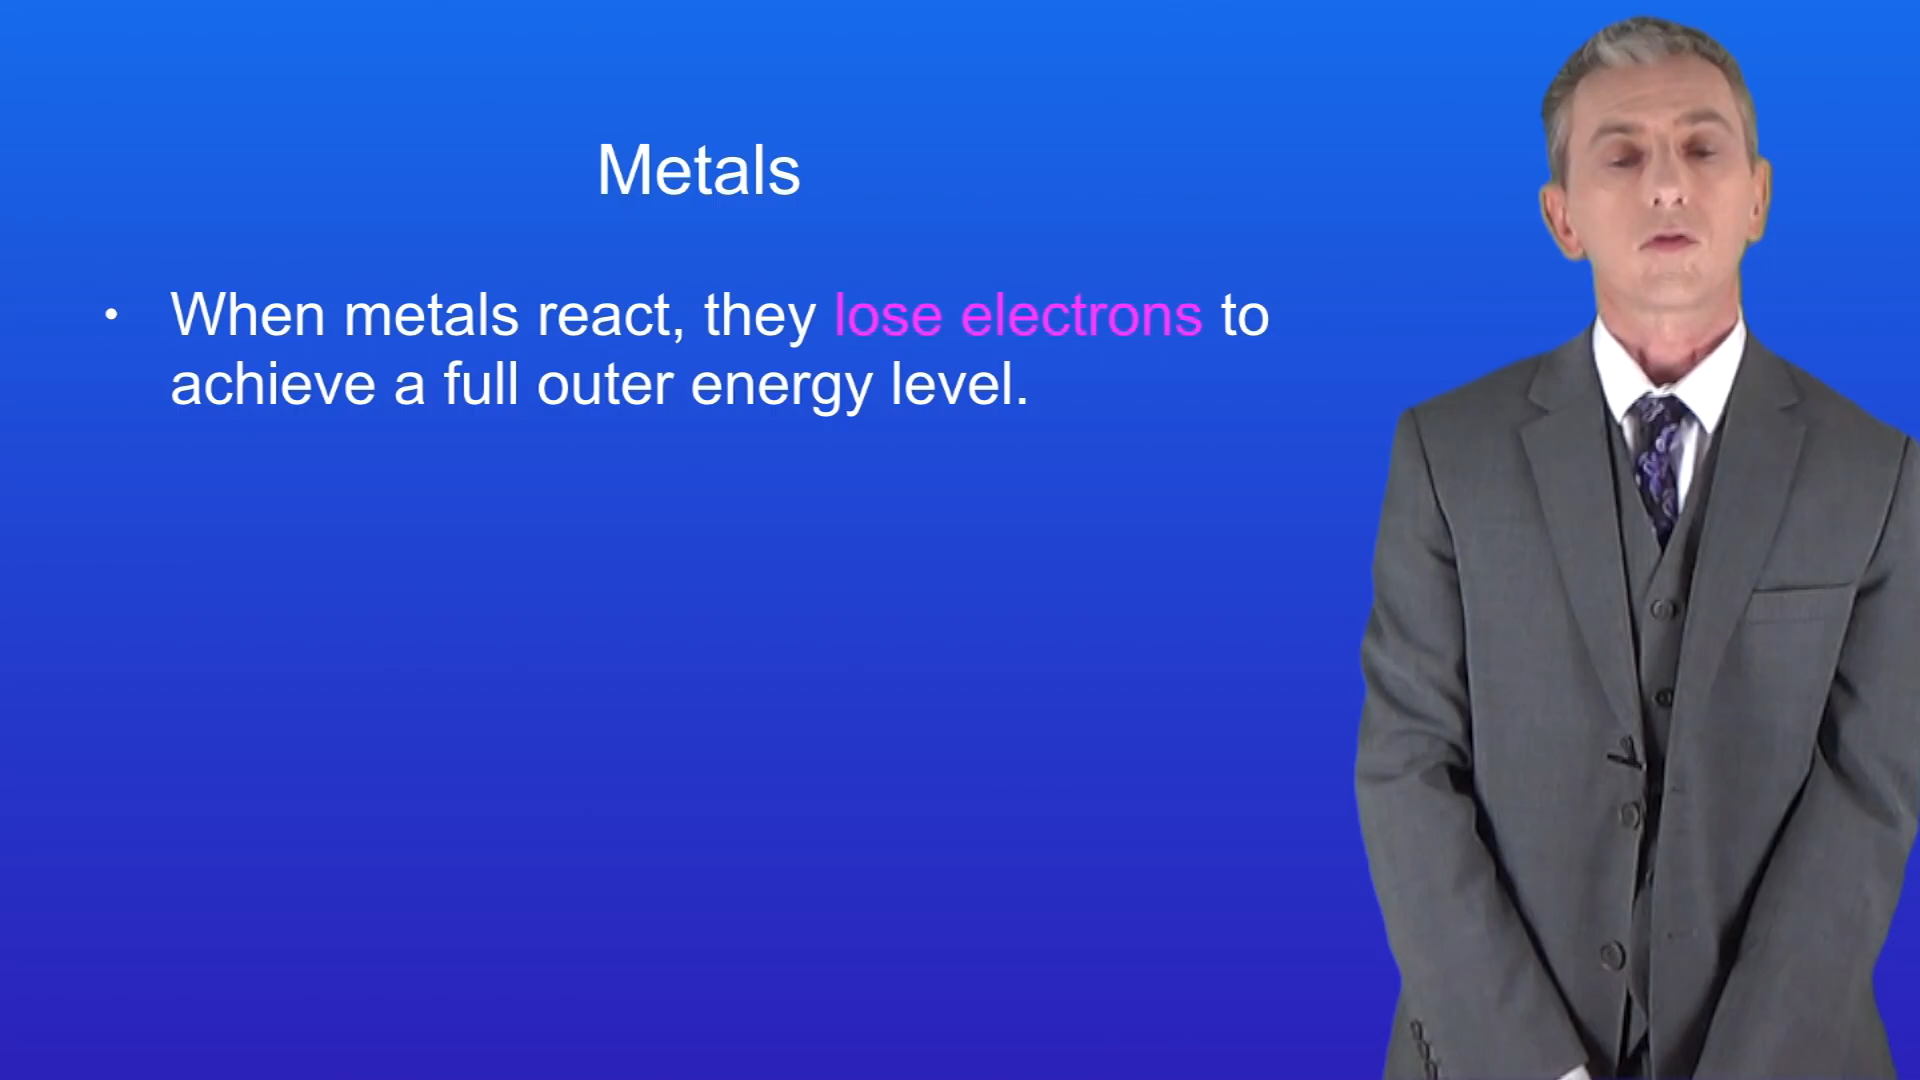 Metals
• When metals react, they lose electrons to
achieve a full outer energy level.